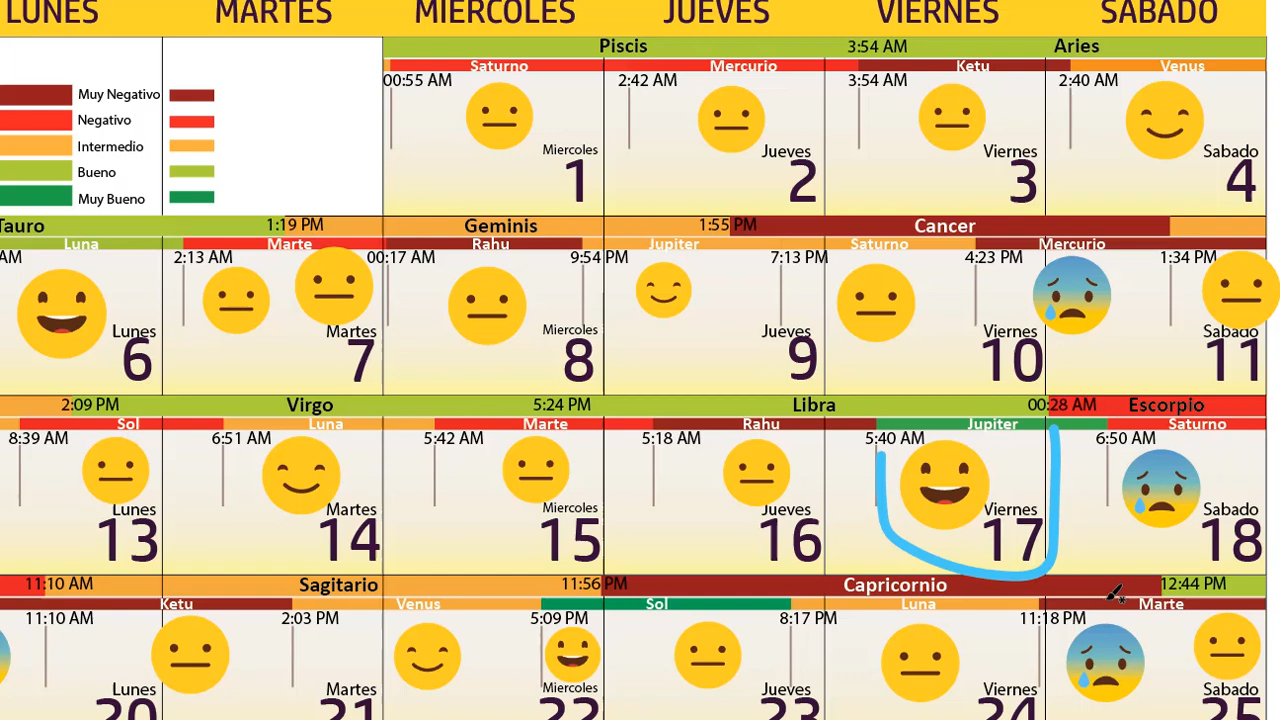 LUNES MARTES MIERCOLES JUEVES VIERNES SABADO
Piscis 3:54 AM Aries
Saturno Mercurio Ketu Venus
00:55 AM 2:42 AM 3:54 AM 2:40 AM
Muy Negativo
Negativo
Intermedio
Bueno
Muy Bueno
Miercoles Jueves Viernes Sabado
1 2 3 4
Tauro 1:19 PM Geminis 1:55 PM Cancer
Luna Marte Rahu Jupiter Saturno Mercurio
AM 2:13 AM 00:17 AM 9:54 PM 7:13 PM 4:23 PM 1:34 PM
Lunes Martes Miercoles Jueves Viernes Sabado
6 7 8 9 10 11
2:09 PM Virgo 5:24 PM Libra 00:28 AM Escorpio
Sol Luna Marte Rahu Jupiter Saturno
8:39 AM 6:51 AM 5:42 AM 5:18 AM 5:40 AM 6:50 AM
Lunes Martes Miercoles Jueves Viernes Sabado
13 14 15 16 17 18
11:10 AM Sagitario 11:56 PM Capricornio 12:44 PM
Ketu Venus Sol Luna Marte
11:10 AM 2:03 PM 5:09 PM 8:17 PM 11:18 PM
Lunes Martes Miercoles Jueves Viernes Sabado
20 21 22 23 24 25